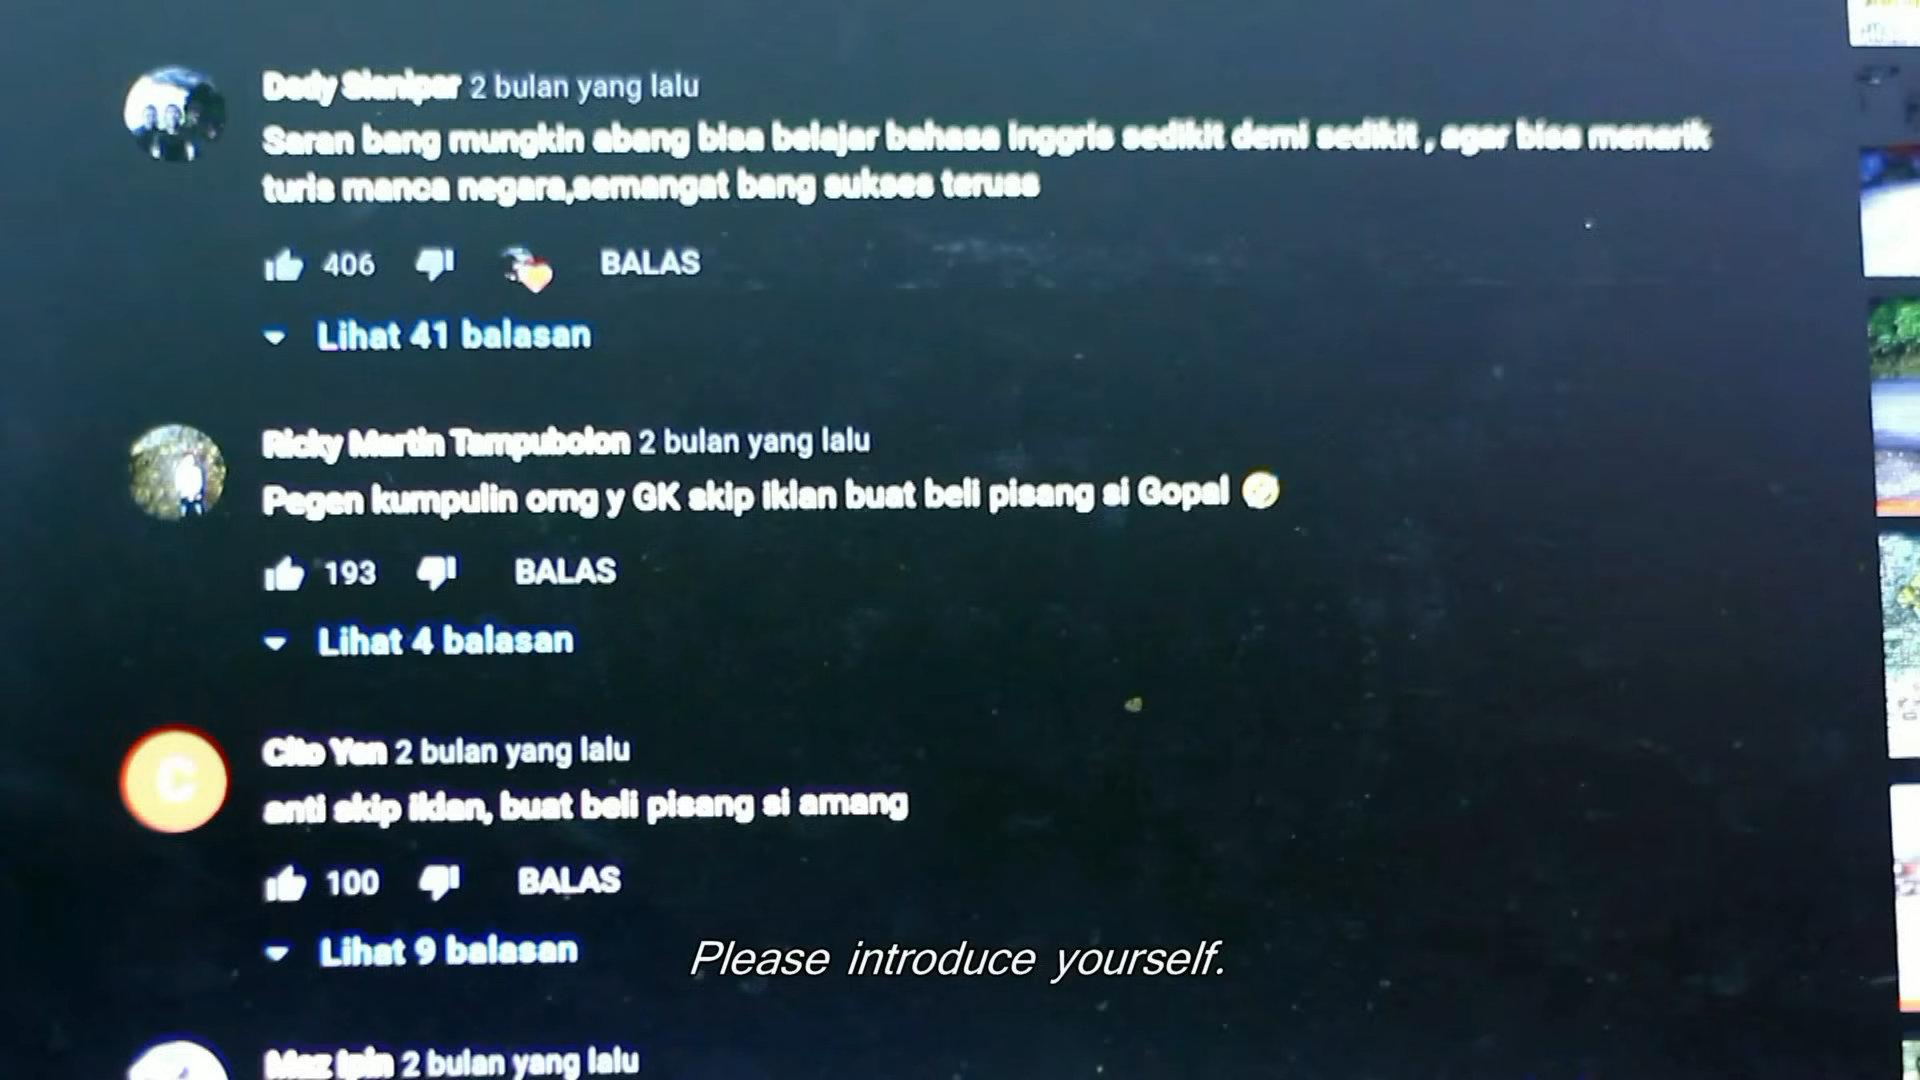 Dedy Sianipar 2 bulan yang lalu
Saran bang mungkin abang bisa belajar bahasa inggris sedikit demi sedikit , agar bisa menarik
turis manca negara,semangat bang sukses teruss
406 BALAS
Lihat 41 balasan
Ricky Martin Tampubolon 2 bulan yang lalu
Pegen kumpulin orng y GK skip iklan buat beli pisang si Gopal
193 BALAS
Lihat 4 balasan
C
Cito Yen 2 bulan yang lalu
anti skip iklan, buat beli pisang si amang
100 BALAS
Lihat 9 balasan
Please introduce yourself.
Maz Ipin 2 bulan yang lalu